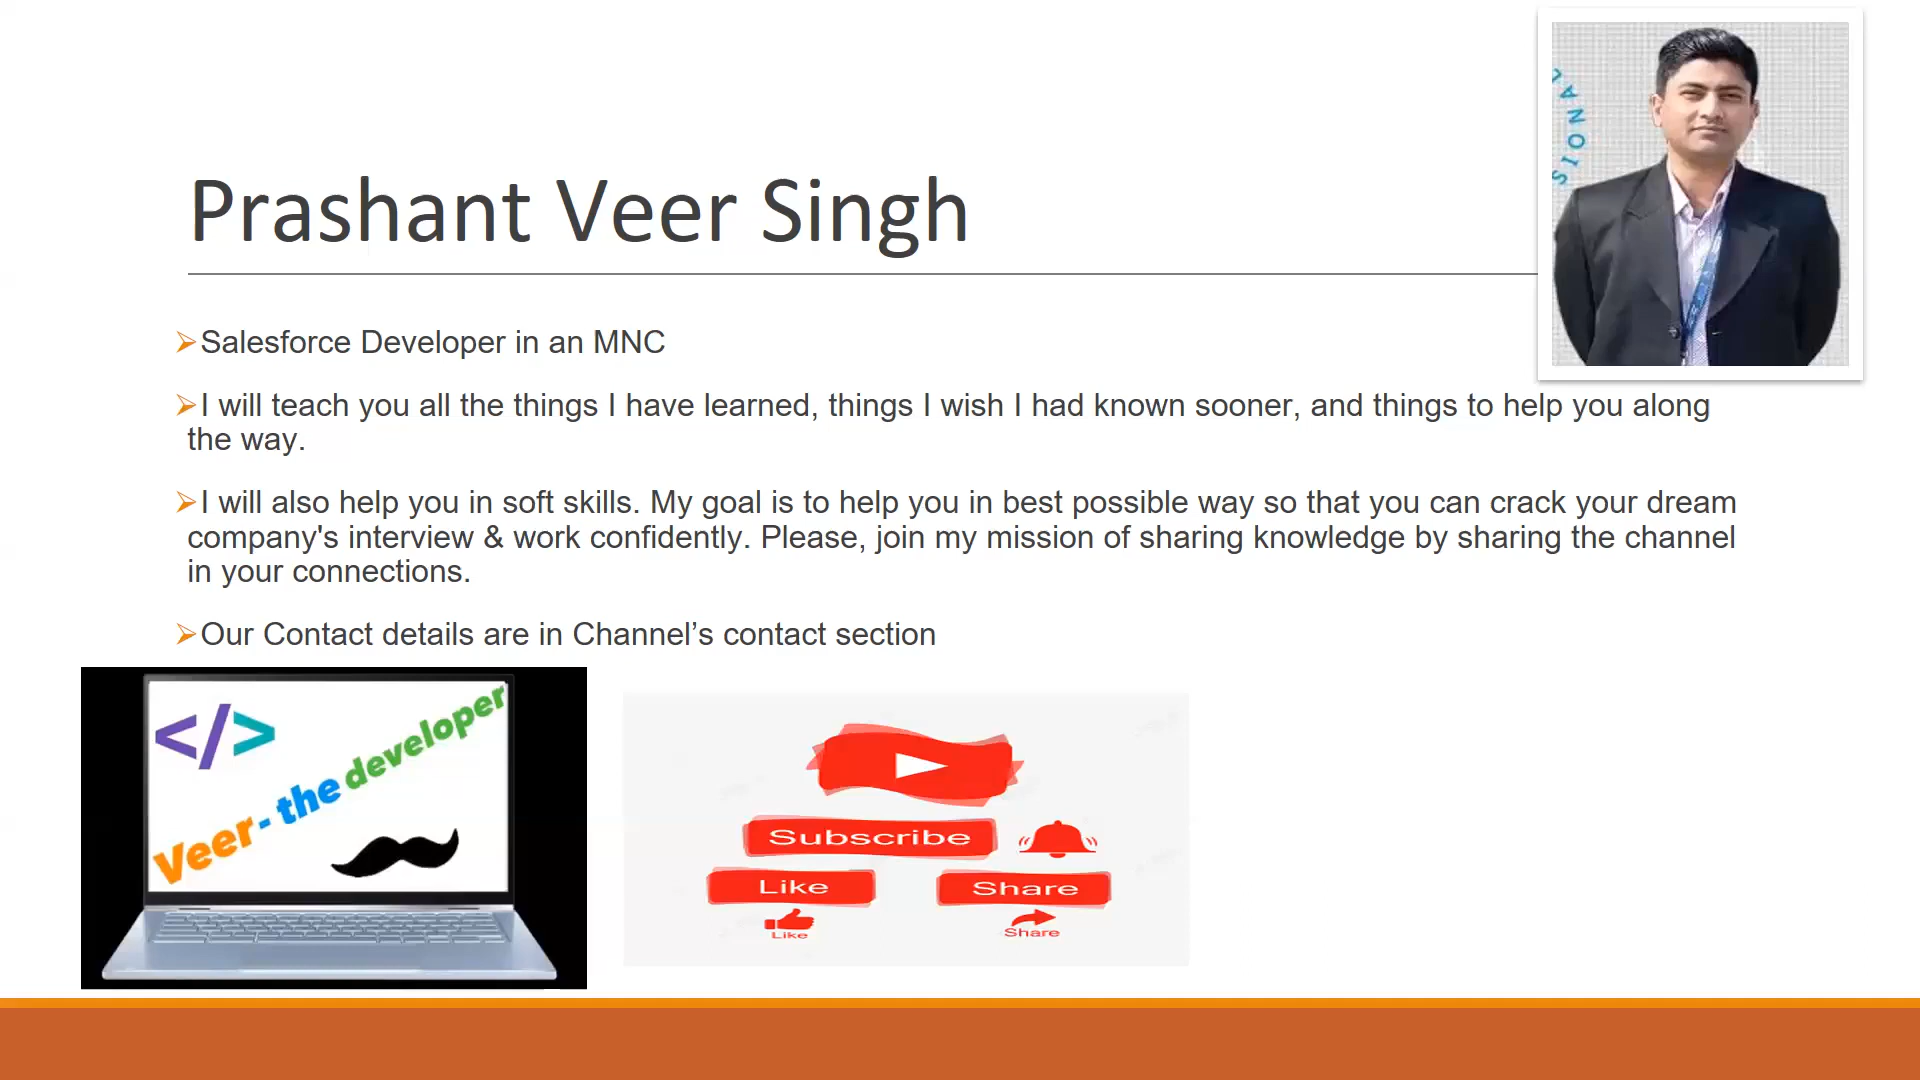 SIONAL
Prashant Veer Singh
Salesforce Developer in an MNC
I will teach you all the things I have learned, things I wish I had known sooner, and things to help you along
the way.
I will also help you in soft skills. My goal is to help you in best possible way so that you can crack your dream
company's interview & work confidently. Please, join my mission of sharing knowledge by sharing the channel
in your connections.
Our Contact details are in Channel’s contact section
</>
Veer - the developer
Subscribe
Like
Share
Like
Share